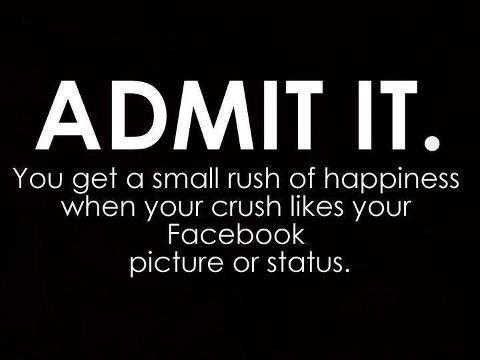 ADMIT IT.
You get a small rush of happiness
when your crush likes your
Facebook
picture or status.